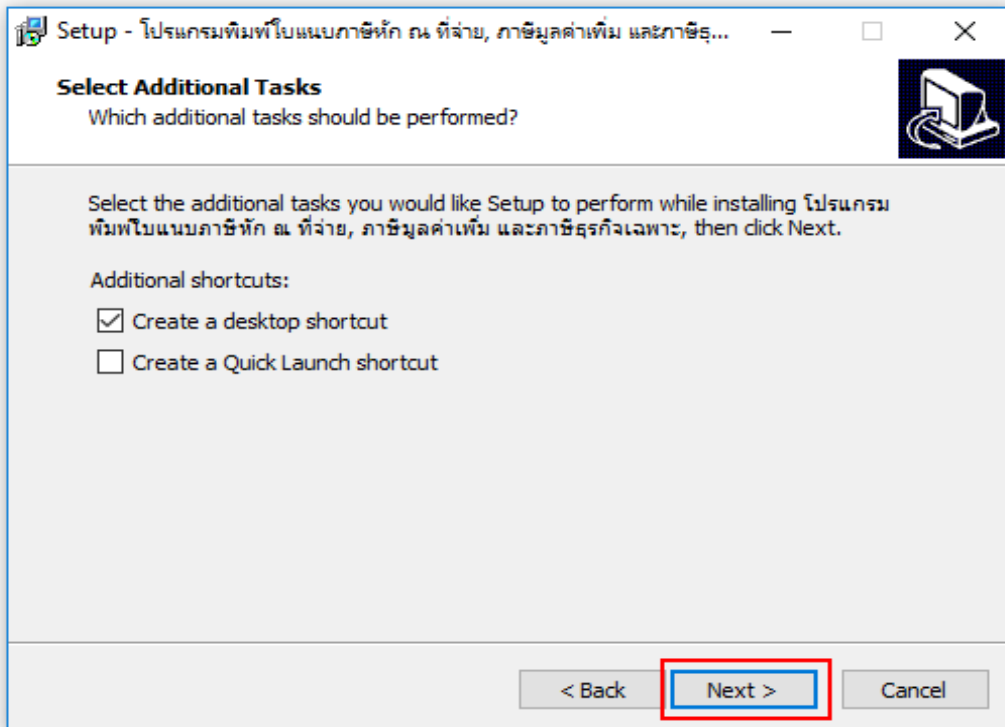 Setup - โปรแกรมพิมพ์ใบแนบภาษีหัก ณ ที่จ่าย, ภาษีมูลค่าเพิ่ม และภาษีธุ...
Select Additional Tasks
Which additional tasks should be performed?
Select the additional tasks you would like Setup to perform while installing โปรแกรม
พิมพ์ใบแนบภาษีหัก ณ ที่จ่าย, ภาษีมูลค่าเพิ่ม และภาษีธุรกิจเฉพาะ, then click Next.
Additional shortcuts:
Create a desktop shortcut
Create a Quick Launch shortcut
< Back Next > Cancel